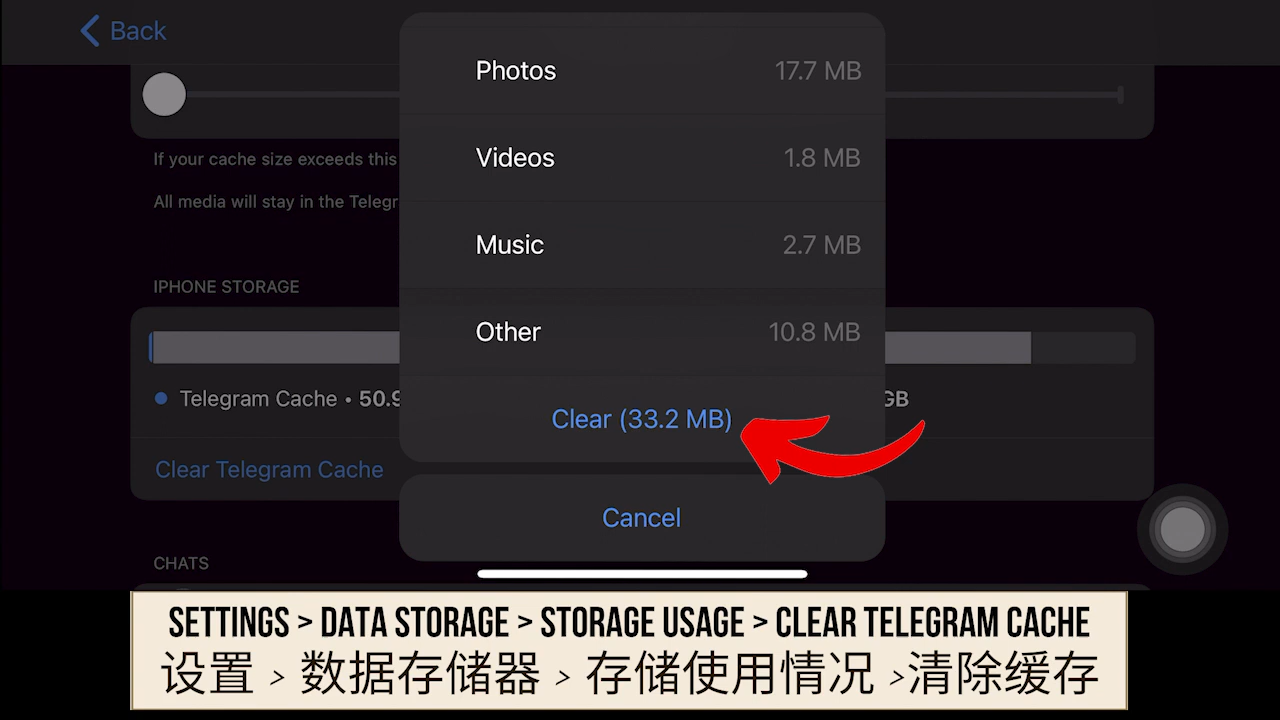 Back
Photos 17.7 MB
Videos 1.8 MB
If your cache size exceeds this
All media will stay in the Telegr
Music 2.7 MB
IPHONE STORAGE
Other 10.8 MB
Telegram Cache • 50.9 GB
Clear (33.2 MB)
Clear Telegram Cache
Cancel
CHATS
SETTINGS > DATA STORAGE > STORAGE USAGE > CLEAR TELEGRAM CACHE
设置 > 数据存储器 > 存储使用情况 >清除缓存